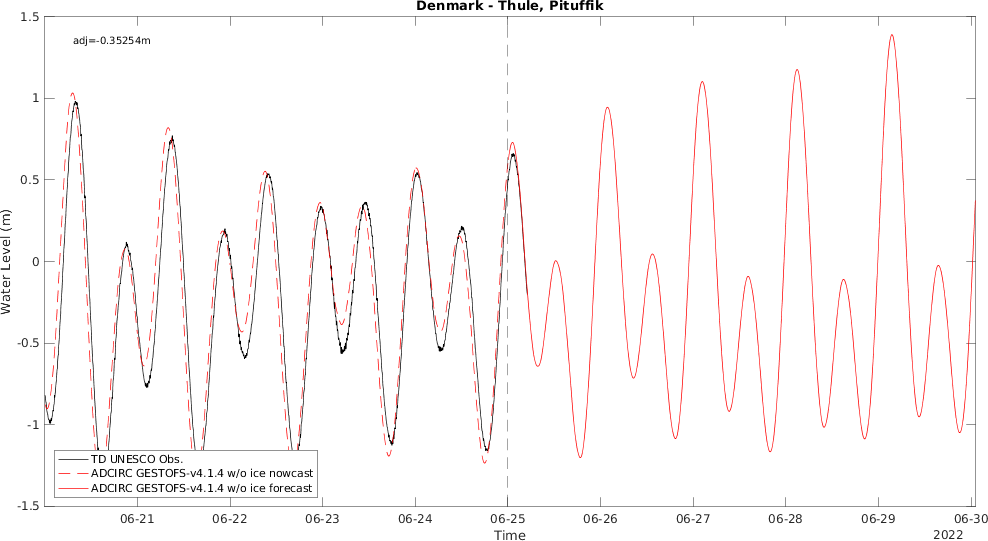 Denmark - Thule, Pituffik
adj=-0.35254m
1.5
1
0.5
0
-0.5
-1
-1.5
Water Level (m)
TD UNESCO Obs.
ADCIRC GESTOFS-v4.1.4 w/o ice nowcast
ADCIRC GESTOFS-v4.1.4 w/o ice forecast
06-21 06-22 06-23 06-24 06-25 06-26 06-27 06-28 06-29 06-30
Time
2022